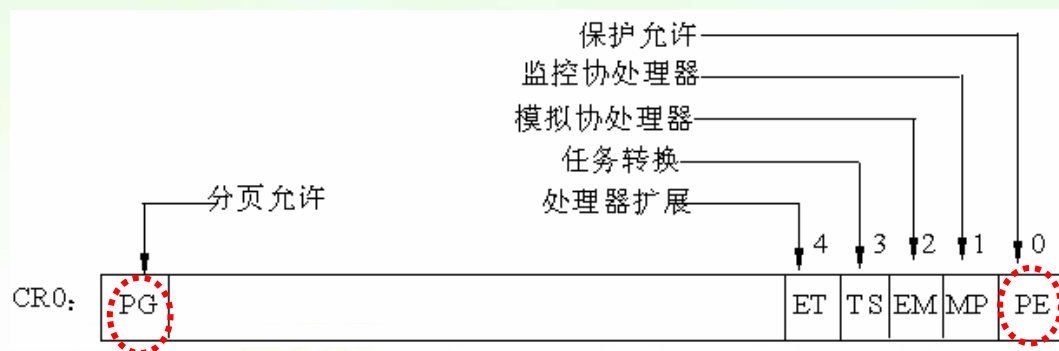 保护允许
监控协处理器
模拟协处理器
任务转换
分页允许 处理器扩展
4 3 2 1 0
CR0: PG ET TS EM MP PE